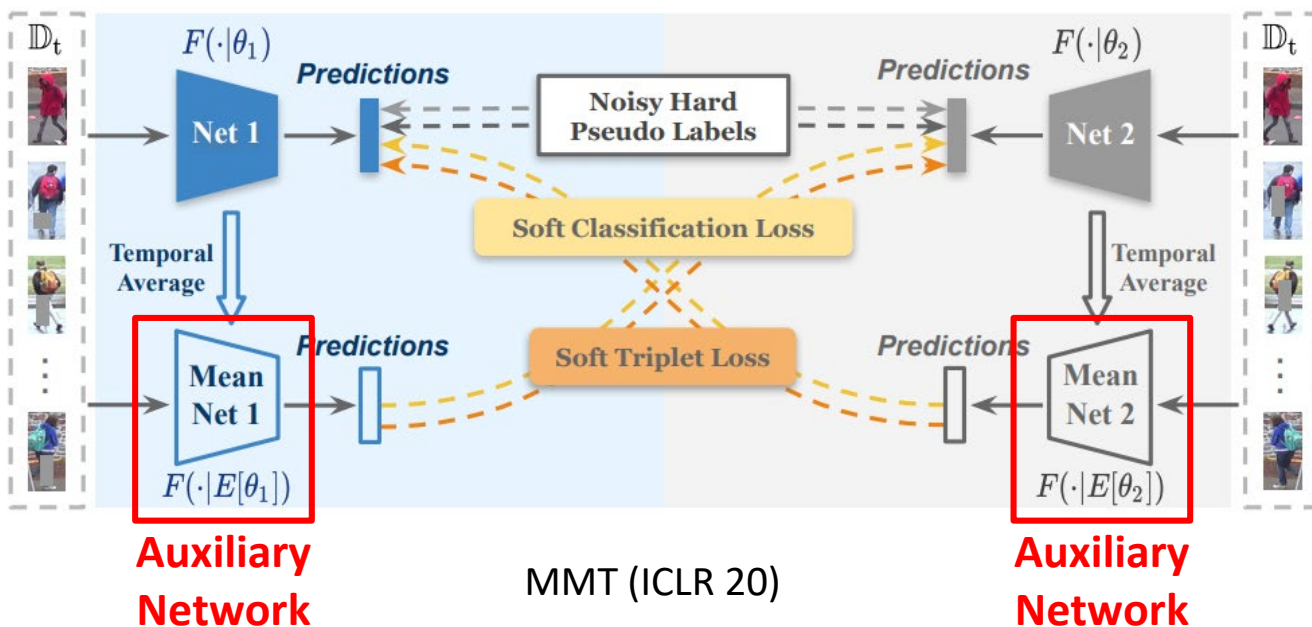 𝔻t
F(·|θ1)
Predictions
Net 1
Noisy Hard
Pseudo Labels
Predictions
F(·|θ2)
Net 2
𝔻t
Soft Classification Loss
Temporal
Average
Temporal
Average
Soft Triplet Loss
Mean
Net 1
Predictions
F(·|E[θ1])
Predictions
Mean
Net 2
F(·|E[θ2])
Auxiliary
Network
MMT (ICLR 20)
Auxiliary
Network